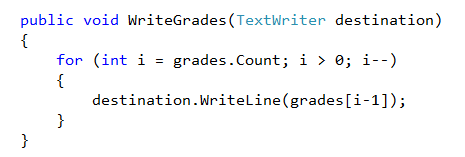 public void WriteGrades(TextWriter destination)
{
    for (int i = grades.Count; i > 0; i--)
    {
        destination.WriteLine(grades[i-1]);
    }
}